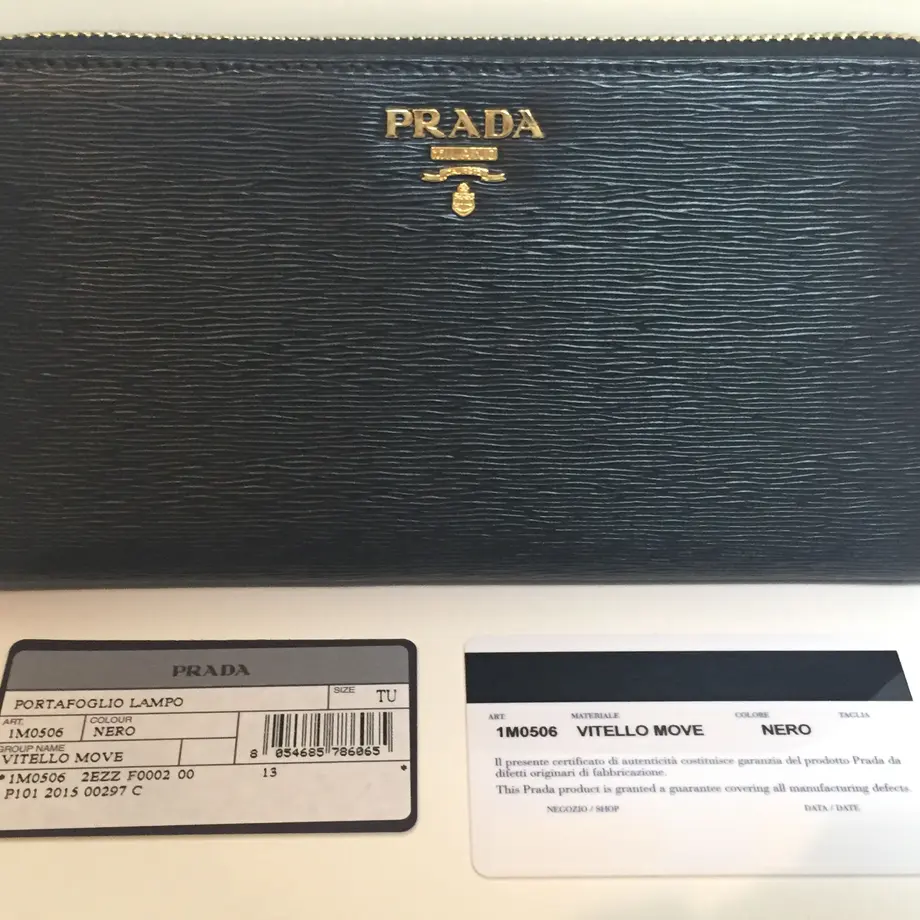 PRADA
PRADA
PORTAFOGLIO LAMPO
SIZE
TU
ART.
1M0506
COLOUR
NERO
GROUP NAME
VITELLO MOVE
8 054685 786065
*1M0506 2EZZ F0002 00 13 *
P101 2015 00297 C
ART. MATERIALE COLORE TAGLIA
1M0506 VITELLO MOVE NERO
Il presente certificato di autenticità costituisce garanzia del prodotto Prada da
difetti originari di fabbricazione.
This Prada product is granted a guarantee covering all manufacturing defects.
NEGOZIO / SHOP DATA / DATE